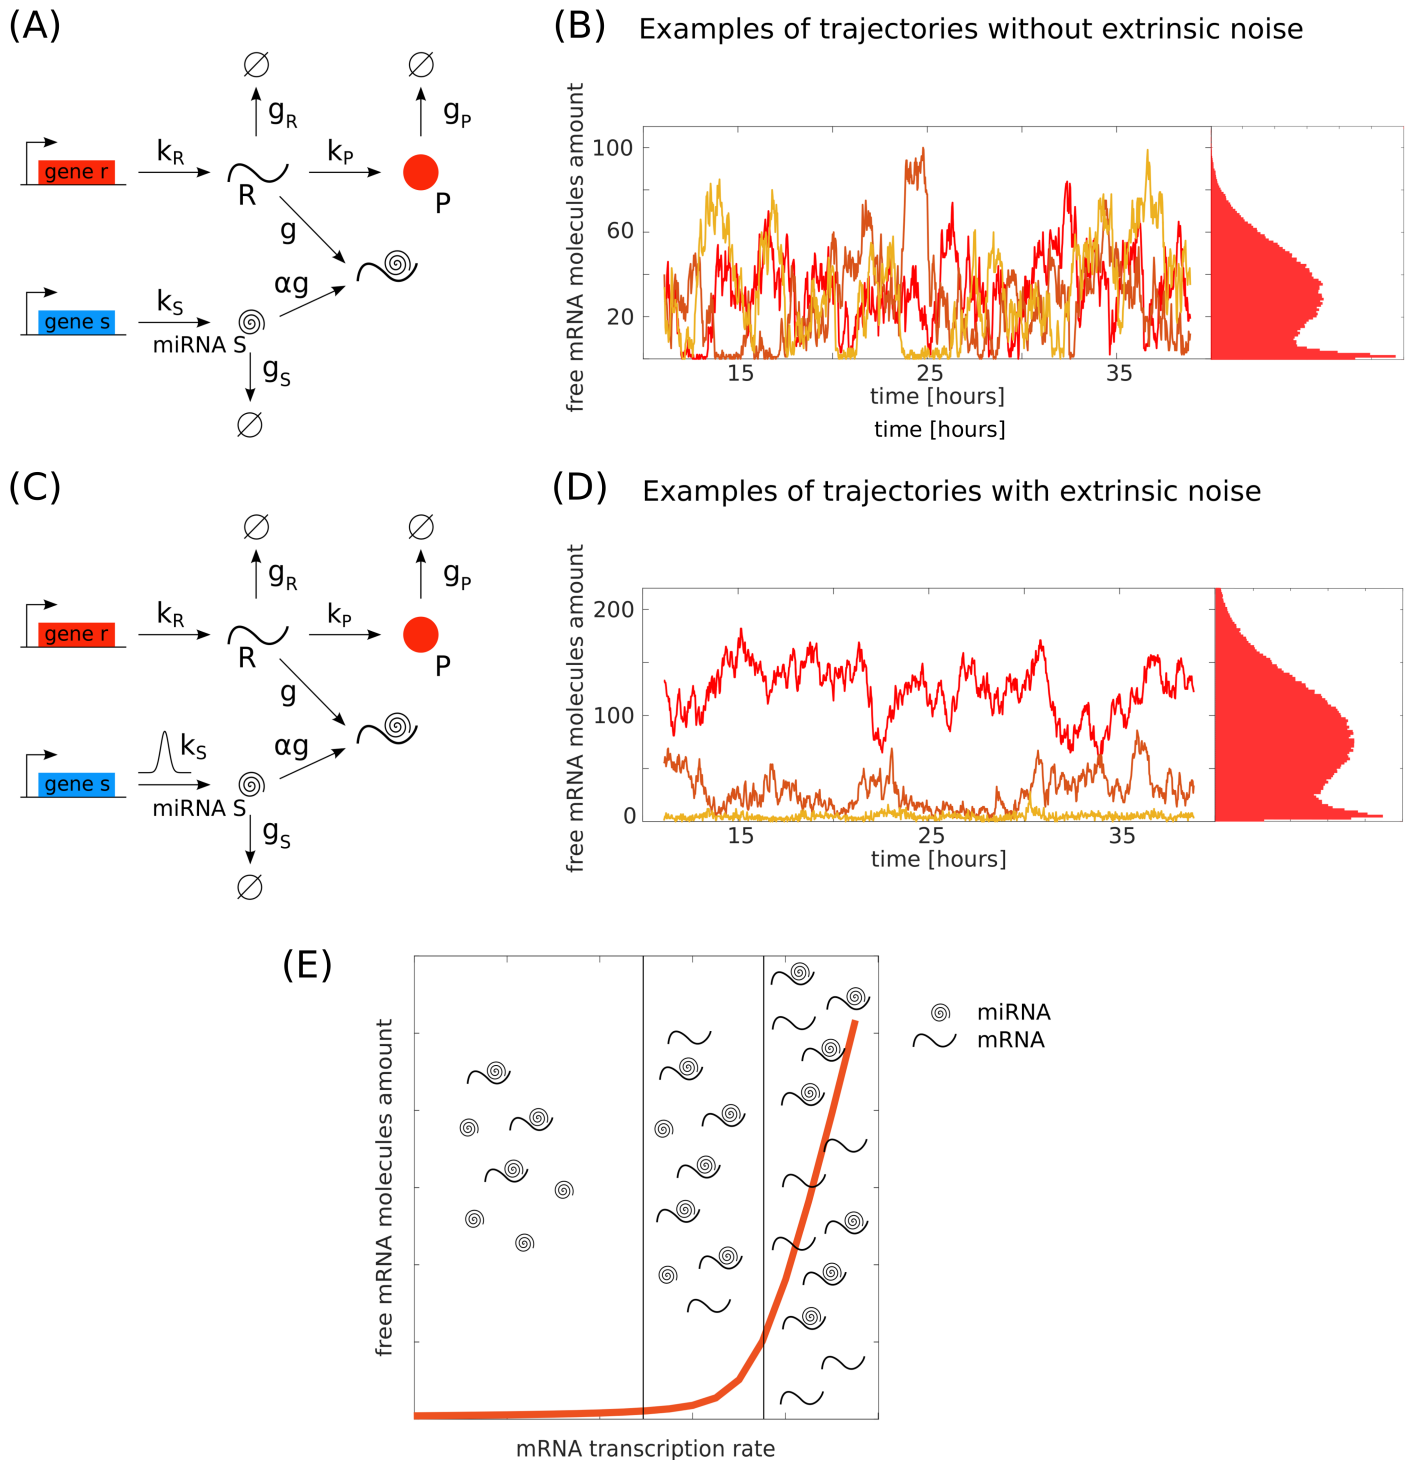 (A)
∅
∅
g_R
g_P
gene r
k_R
k_P
R
P
g
gene s
k_S
αg
miRNA S
g_S
∅
(B)
Examples of trajectories without extrinsic noise
free mRNA molecules amount
100
60
20
15
25
35
time [hours]
time [hours]
(C)
∅
∅
g_R
g_P
gene r
k_R
k_P
R
P
g
gene s
k_S
αg
miRNA S
g_S
∅
(D)
Examples of trajectories with extrinsic noise
free mRNA molecules amount
200
100
0
15
25
35
time [hours]
(E)
free mRNA molecules amount
mRNA transcription rate
miRNA
mRNA